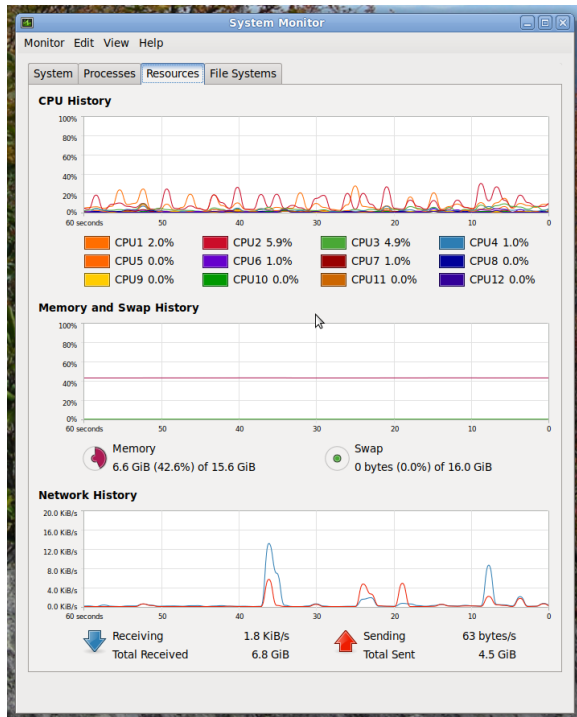 System Monitor
Monitor Edit View Help
System Processes Resources File Systems
CPU History
100%
80%
60%
40%
20%
0%
60 seconds 50 40 30 20 10 0
CPU1 2.0% CPU2 5.9% CPU3 4.9% CPU4 1.0%
CPU5 0.0% CPU6 1.0% CPU7 1.0% CPU8 0.0%
CPU9 0.0% CPU10 0.0% CPU11 0.0% CPU12 0.0%
Memory and Swap History
100%
80%
60%
40%
20%
0%
60 seconds 50 40 30 20 10 0
Memory Swap
6.6 GiB (42.6%) of 15.6 GiB 0 bytes (0.0%) of 16.0 GiB
Network History
20.0 KiB/s
16.0 KiB/s
12.0 KiB/s
8.0 KiB/s
4.0 KiB/s
0.0 KiB/s
60 seconds 50 40 30 20 10 0
Receiving 1.8 KiB/s Sending 63 bytes/s
Total Received 6.8 GiB Total Sent 4.5 GiB